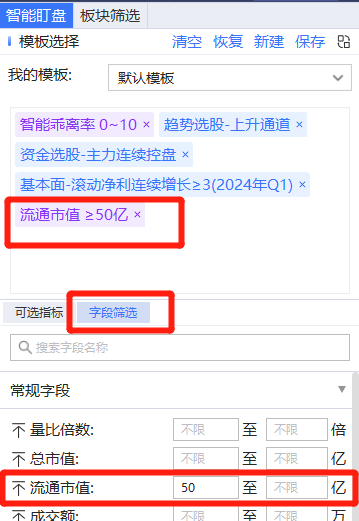 智能盯盘 板块筛选
模板选择 清空 恢复 新建 保存
我的模板: 默认模板
智能乖离率 0~10 × 趋势选股-上升通道 ×
资金选股-主力连续控盘 ×
基本面-滚动净利连续增长≥3(2024年Q1) ×
流通市值 ≥50亿 ×
可选指标 字段筛选
搜索字段名称
常规字段
量比倍数: 不限 至 不限 倍
总市值: 不限 至 不限 亿
流通市值: 50 至 不限 亿
成交额: 不限 至 不限 万